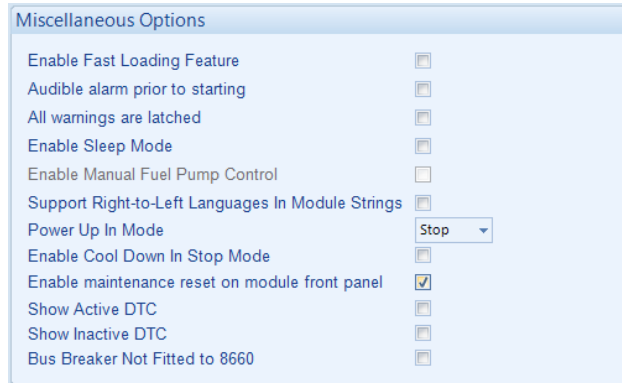 Miscellaneous Options
Enable Fast Loading Feature
Audible alarm prior to starting
All warnings are latched
Enable Sleep Mode
Enable Manual Fuel Pump Control
Support Right-to-Left Languages In Module Strings
Power Up In Mode Stop
Enable Cool Down In Stop Mode
Enable maintenance reset on module front panel
Show Active DTC
Show Inactive DTC
Bus Breaker Not Fitted to 8660